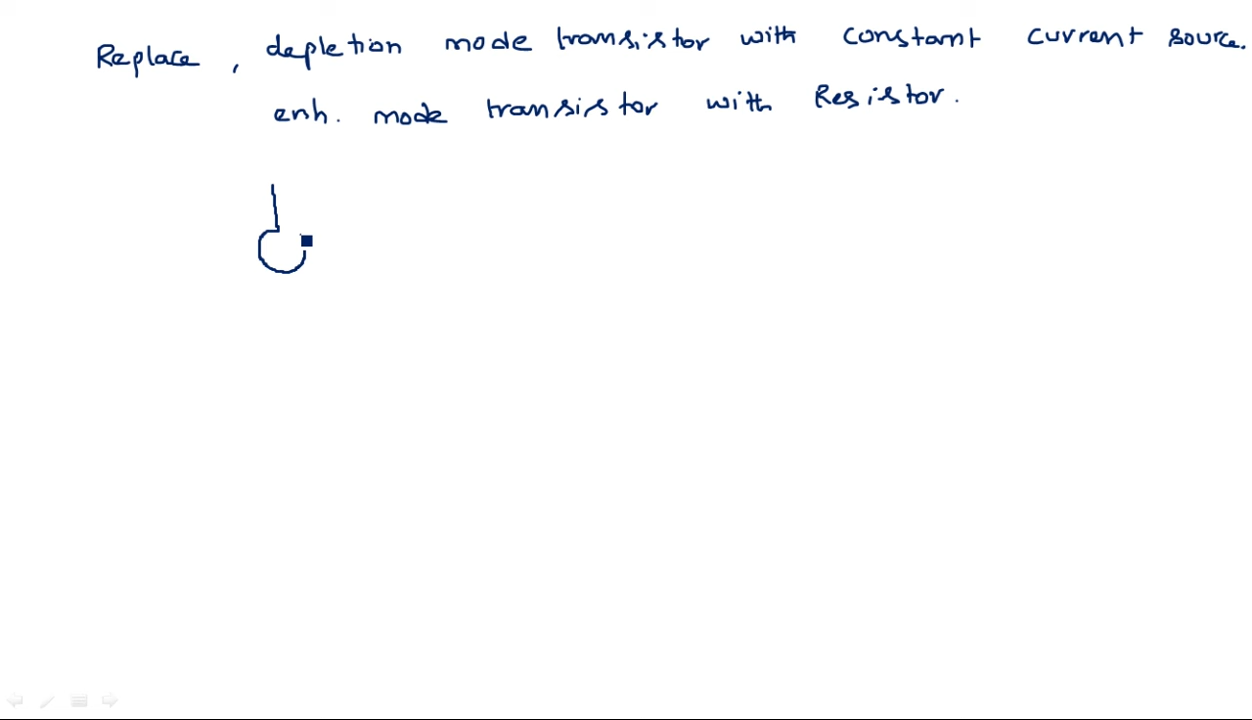 Replace, depletion mode transistor with constant current source.
enh. mode transistor with Resistor.